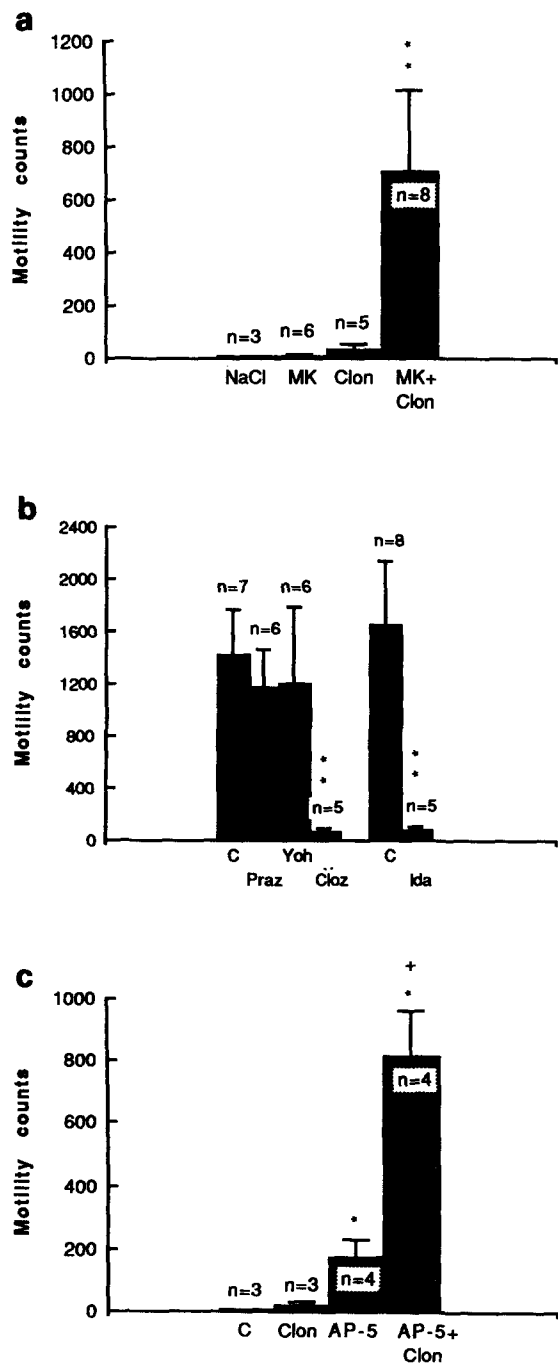 a
Motility counts
1200
1000
800
600
400
200
0
*
*
n=3
n=6
n=5
n=8
NaCl
MK
Clon
MK+
Clon
b
Motility counts
2400
2000
1600
1200
800
400
0
n=7
n=6
n=6
*
*
n=5
n=8
*
*
n=5
C
Yoh
C
Praz
Cloz
Ida
c
Motility counts
1000
800
600
400
200
0
n=3
n=3
*
n=4
+
*
n=4
C
Clon
AP-5
AP-5+
Clon